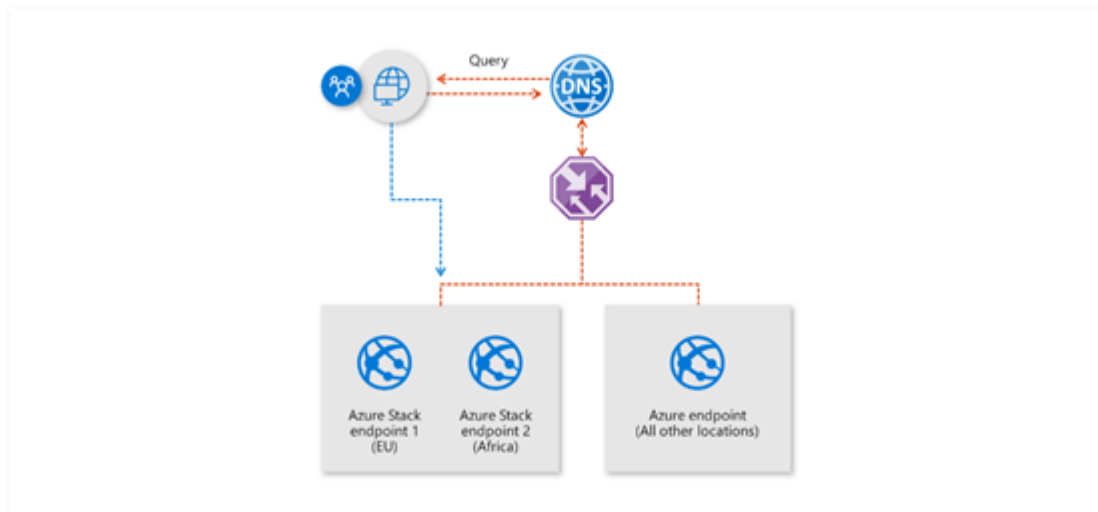 Query
DNS
Azure Stack
endpoint 1
(EU)
Azure Stack
endpoint 2
(Africa)
Azure endpoint
(All other locations)